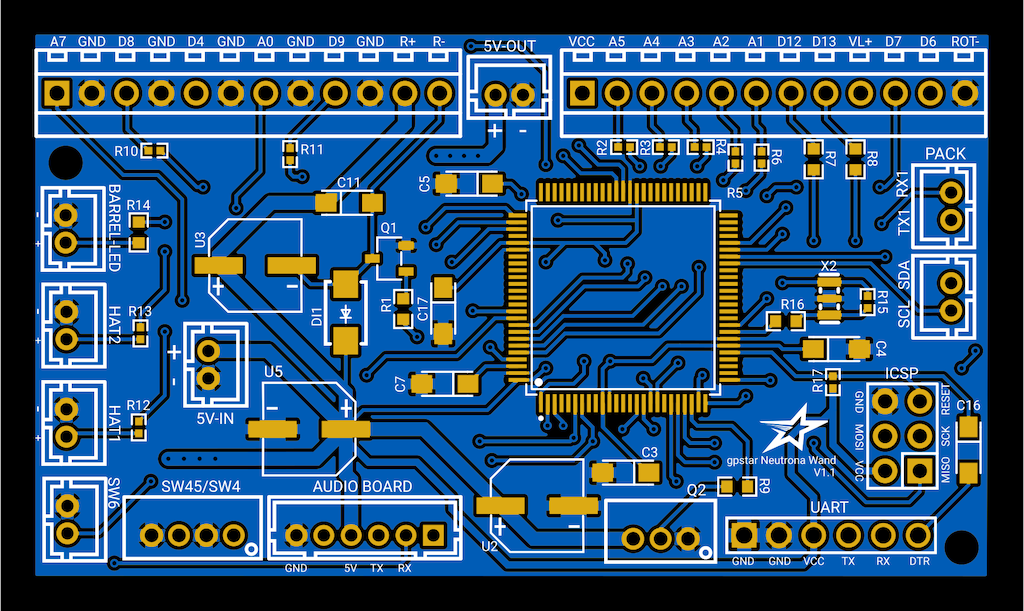 A7 GND D8 GND D4 GND A0 GND D9 GND R+ R-
5V-OUT
+ -
VCC A5 A4 A3 A2 A1 D12 D13 VL+ D7 D6 ROT-
R10
R11
R2 R3 R4 R6 R7 R8
R5
PACK
RX1
TX1
C5
C11
BARREL-LED
- +
R14
U3
+ -
Q1
R1
C17
DI1
X2
R16
R15
SDA
SCL
HAT2
- +
R13
+
-
5V-IN
C4
C7
R17
ICSP
GND RESET
MOSI SCK
VCC MISO
C16
U5
- +
HAT1
- +
R12
gpstar Neutrona Wand
V1.1
C3
Q2
R9
SW6
SW45/SW4
AUDIO BOARD
GND 5V TX RX
+ -
U2
UART
GND GND VCC TX RX DTR